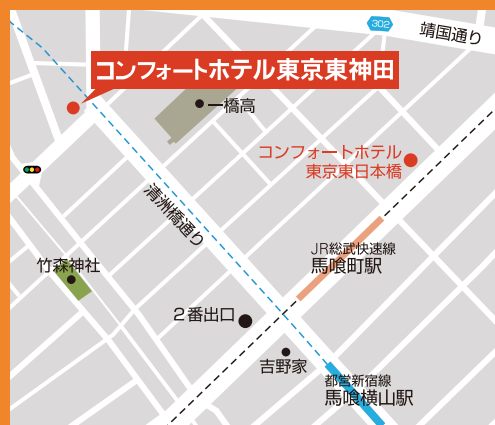 302
靖国通り
コンフォートホテル東京東神田
一橋高
コンフォートホテル
東京東日本橋
清洲橋通り
JR総武快速線
馬喰町駅
竹森神社
2番出口
吉野家
都営新宿線
馬喰横山駅